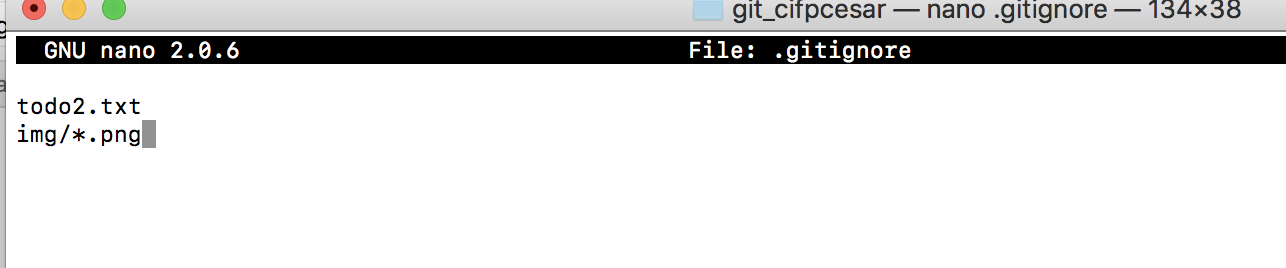 git_cifpcesar — nano .gitignore — 134×38
GNU nano 2.0.6 File: .gitignore
todo2.txt
img/*.png